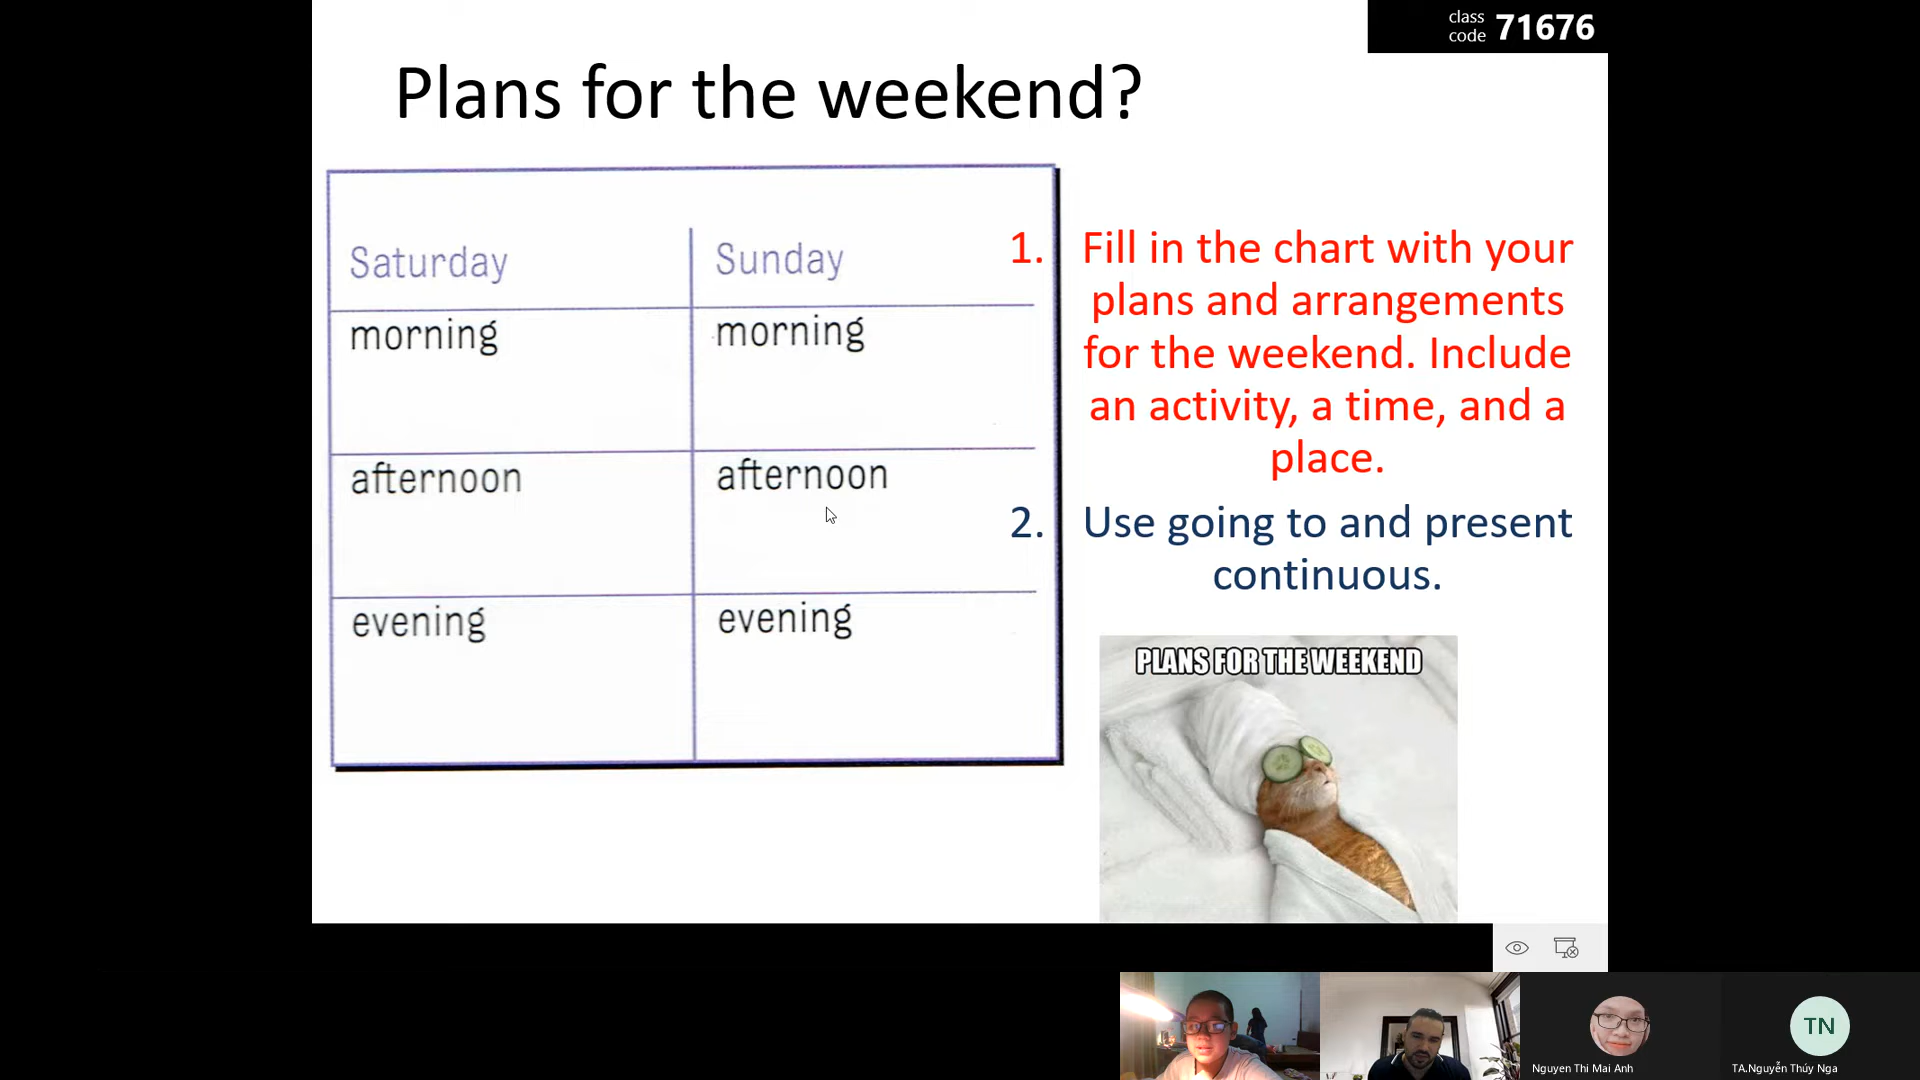 class
code 71676
Plans for the weekend?
Saturday
Sunday
morning
morning
afternoon
afternoon
evening
evening
1. Fill in the chart with your
plans and arrangements
for the weekend. Include
an activity, a time, and a
place.
2. Use going to and present
continuous.
PLANS FOR THE WEEKEND
TN
Nguyen Thi Mai Anh
TA.Nguyễn Thúy Nga